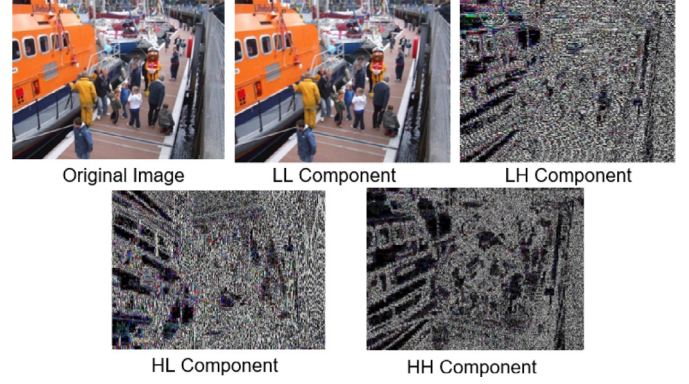 Original Image
LL Component
LH Component
HL Component
HH Component